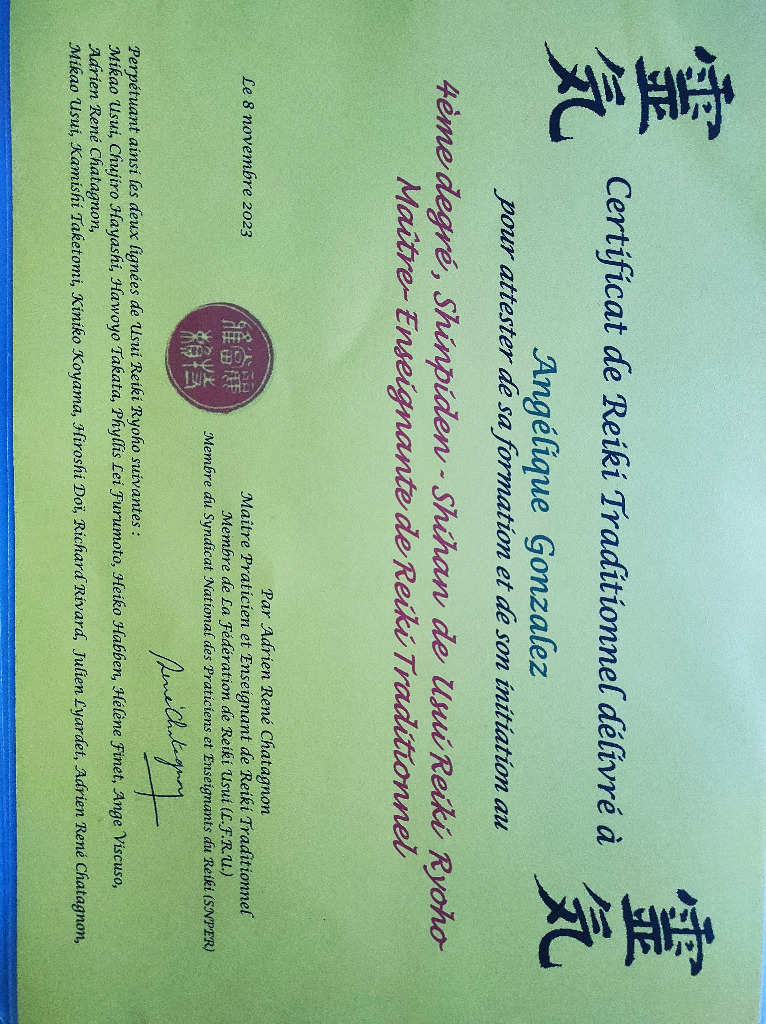 靈氣
靈氣
Certificat de Reiki Traditionnel délivré à
Angélique Gonzalez
pour attester de sa formation et de son initiation au
4ème degré, Shinpiden - Shihan de Usui Reiki Ryoho
Maître-Enseignante de Reiki Traditionnel
Le 8 novembre 2023
Par Adrien René Chatagnon
Maître Praticien et Enseignant de Reiki Traditionnel
Membre de La Fédération de Reiki Usui (L.F.R.U.)
Membre du Syndicat National des Praticiens et Enseignants du Reiki (SNPER)
René Chatagnon
Perpétuant ainsi les deux lignées de Usui Reiki Ryoho suivantes :
Mikao Usui, Chujiro Hayashi, Hawoyo Takata, Phyllis Lei Furumoto, Heiko Habben, Hélène Finet, Ange Viscuso,
Adrien René Chatagnon,
Mikao Usui, Kamishi Taketomi, Kimiko Koyama, Hiroshi Doï, Richard Rivard, Julien Lyardet, Adrien René Chatagnon,